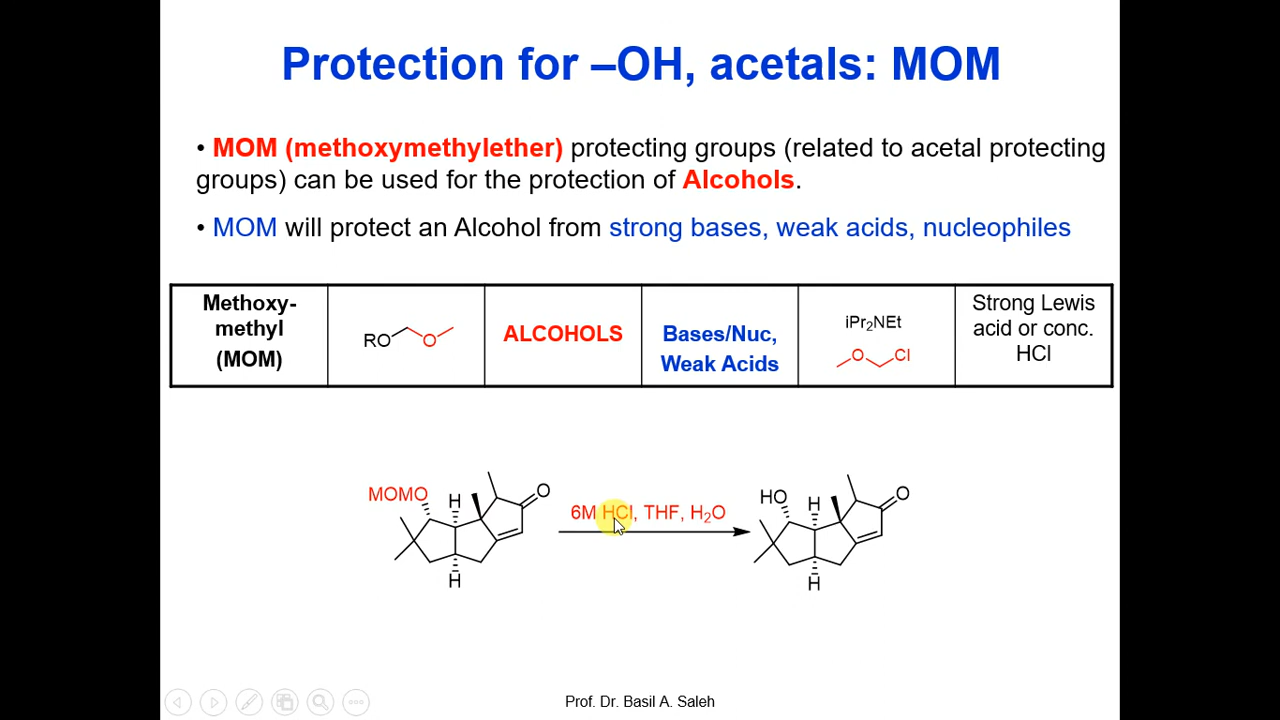 Protection for –OH, acetals: MOM
• MOM (methoxymethylether) protecting groups (related to acetal protecting
groups) can be used for the protection of Alcohols.
• MOM will protect an Alcohol from strong bases, weak acids, nucleophiles
Methoxy-
methyl
(MOM)
RO
O
ALCOHOLS
Bases/Nuc,
Weak Acids
iPr₂NEt
O
Cl
Strong Lewis
acid or conc.
HCl
MOMO
H
O
H
6M HCl, THF, H₂O
HO
H
O
H
Prof. Dr. Basil A. Saleh